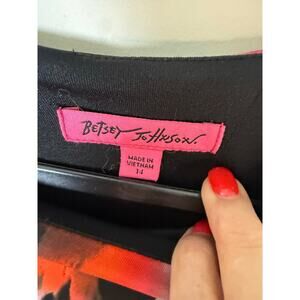 BETSEY JOHNSON.
MADE IN
VIETNAM
14